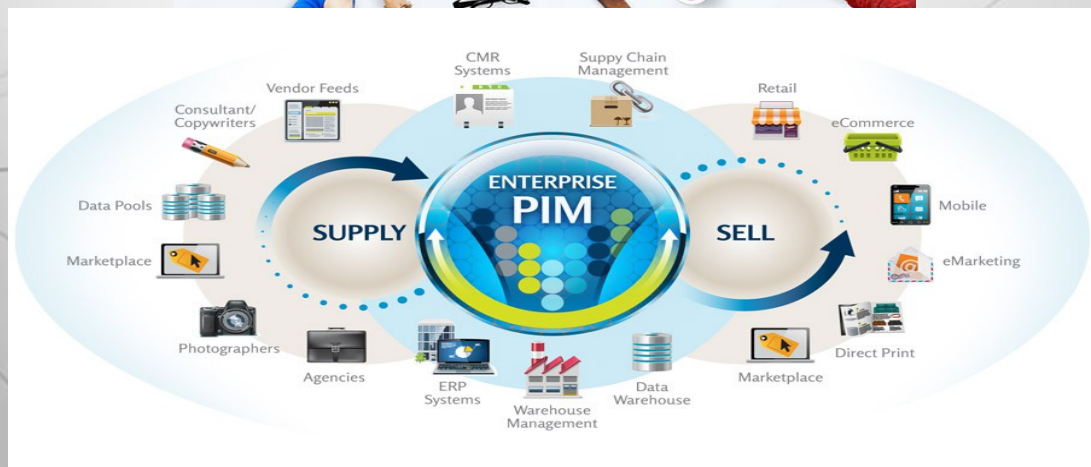 CMR
Systems
Suppy Chain
Management
Vendor Feeds
Retail
Consultant/
Copywriters
eCommerce
ENTERPRISE
PIM
Data Pools
Mobile
SUPPLY
SELL
Marketplace
eMarketing
Photographers
Direct Print
Agencies
Marketplace
ERP
Systems
Data
Warehouse
Warehouse
Management